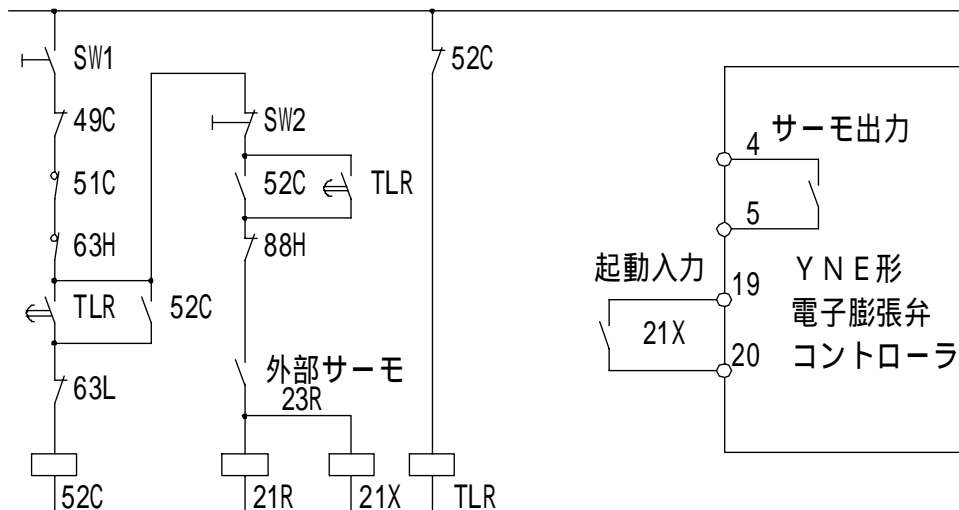 SW1
49C
51C
63H
TLR
52C
63L
52C
SW2
52C
TLR
88H
外部サーモ
23R
21R
21X
52C
TLR
サーモ出力
4
5
起動入力
19
21X
20
YNE形
電子膨張弁
コントローラ